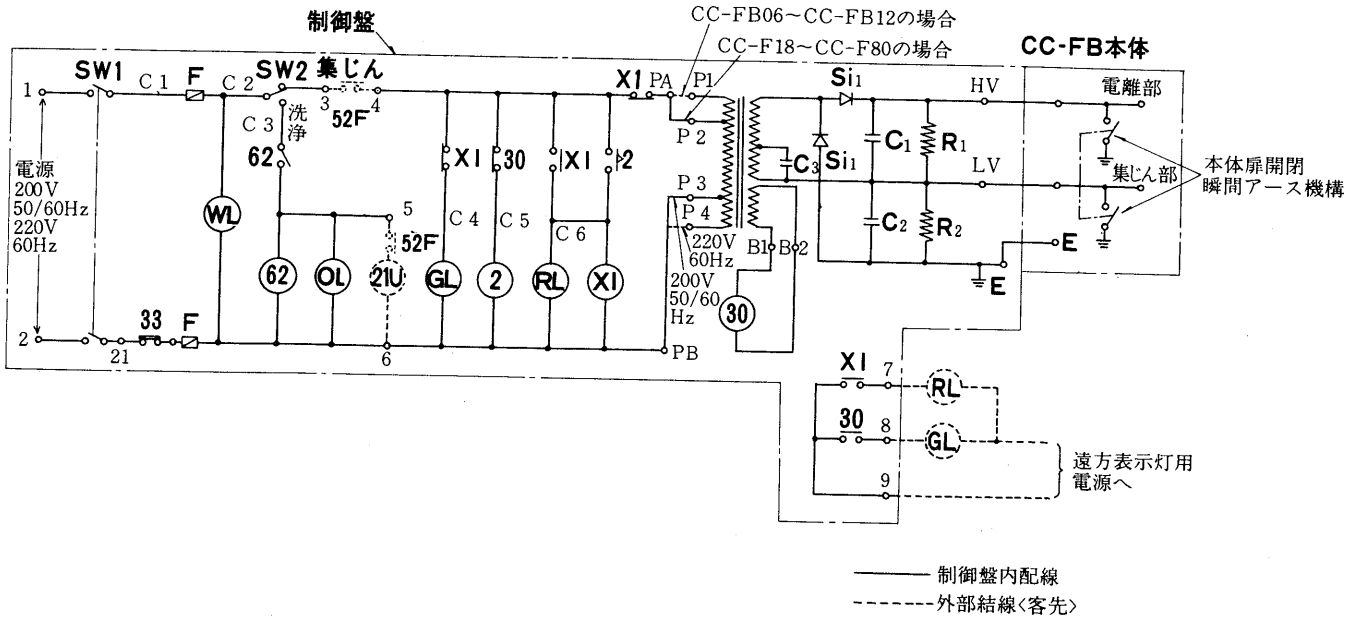 制御盤
CC-FB06～CC-FB12の場合
CC-F18～CC-F80の場合
CC-FB本体
SW1
C1
F
C2
SW2
集じん
X1
PA
P1
Si1
HV
電離部
1
3
4
52F
C3
洗浄
P2
62
X1
30
X1
2
C3
Si1
C1
R1
本体扉開閉
瞬間アース機構
電源
200V
50/60Hz
220V
60Hz
WL
5
52F
C4
C5
C6
P3
P4
LV
集じん部
220V
60Hz
200V
50/60
Hz
B1
B2
C2
R2
E
E
62
OL
21U
GL
2
RL
X1
30
2
21
33
F
6
PB
X1
7
RL
30
8
GL
9
遠方表示灯用
電源へ
制御盤内配線
外部結線<客先>